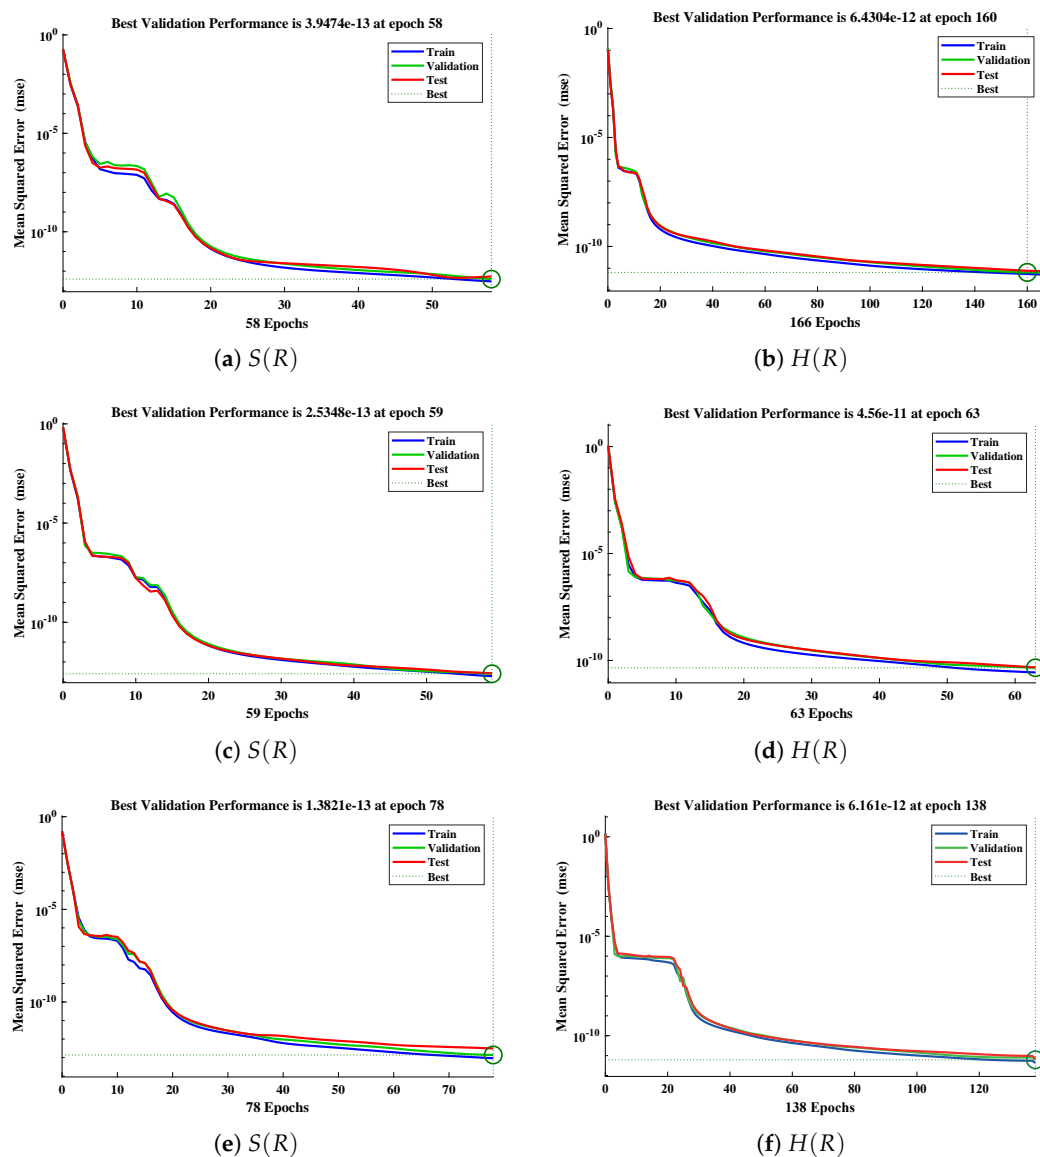 Best Validation Performance is 3.9474e-13 at epoch 58
10^0
10^-5
10^-10
Mean Squared Error (mse)
Train
Validation
Test
Best
0 10 20 30 40 50
58 Epochs
(a) S(R)
Best Validation Performance is 6.4304e-12 at epoch 160
10^0
10^-5
10^-10
Mean Squared Error (mse)
Train
Validation
Test
Best
0 20 40 60 80 100 120 140 160
166 Epochs
(b) H(R)
Best Validation Performance is 2.5348e-13 at epoch 59
10^0
10^-5
10^-10
Mean Squared Error (mse)
Train
Validation
Test
Best
0 10 20 30 40 50
59 Epochs
(c) S(R)
Best Validation Performance is 4.56e-11 at epoch 63
10^0
10^-5
10^-10
Mean Squared Error (mse)
Train
Validation
Test
Best
0 10 20 30 40 50 60
63 Epochs
(d) H(R)
Best Validation Performance is 1.3821e-13 at epoch 78
10^0
10^-5
10^-10
Mean Squared Error (mse)
Train
Validation
Test
Best
0 10 20 30 40 50 60 70
78 Epochs
(e) S(R)
Best Validation Performance is 6.161e-12 at epoch 138
10^0
10^-5
10^-10
Mean Squared Error (mse)
Train
Validation
Test
Best
0 20 40 60 80 100 120
138 Epochs
(f) H(R)